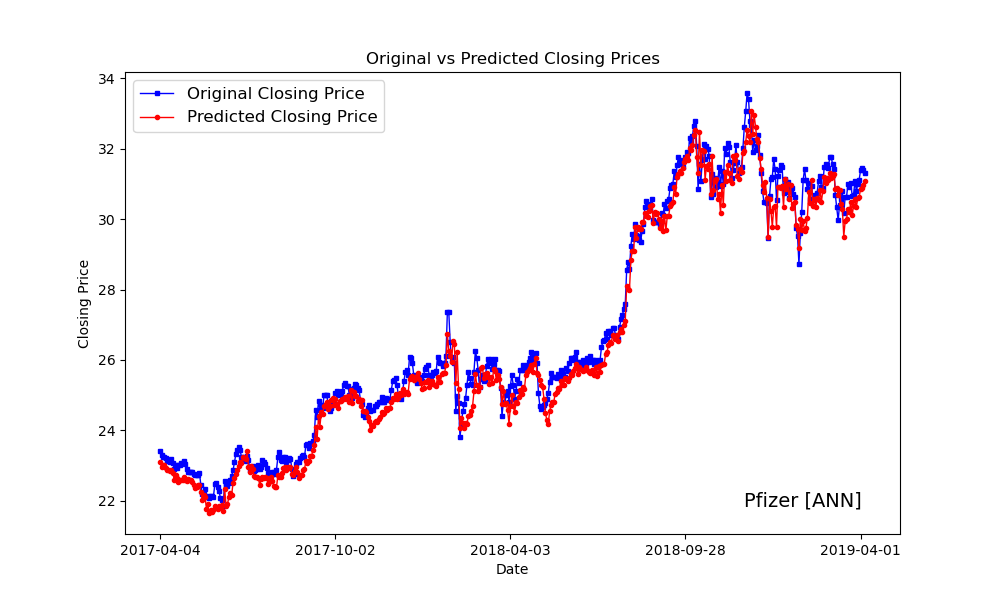 Original vs Predicted Closing Prices
Original Closing Price
Predicted Closing Price
Closing Price
34
32
30
28
26
24
22
Pfizer [ANN]
2017-04-04 2017-10-02 2018-04-03 2018-09-28 2019-04-01
Date